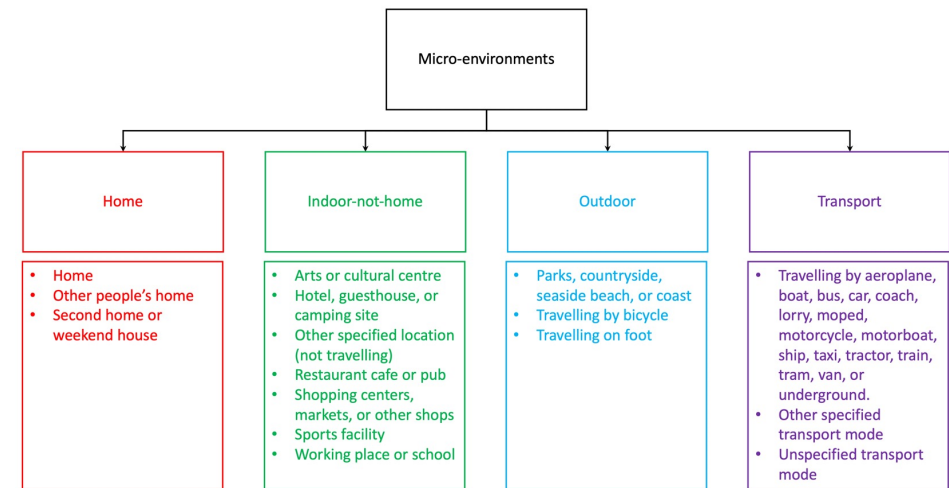 Micro-environments
Home
Indoor-not-home
Outdoor
Transport
• Home
• Other people's home
• Second home or
weekend house
• Arts or cultural centre
• Hotel, guesthouse, or
camping site
• Other specified location
(not travelling)
• Restaurant cafe or pub
• Shopping centers,
markets, or other shops
• Sports facility
• Working place or school
• Parks, countryside,
seaside beach, or coast
• Travelling by bicycle
• Travelling on foot
• Travelling by aeroplane,
boat, bus, car, coach,
lorry, moped,
motorcycle, motorboat,
ship, taxi, tractor, train,
tram, van, or
underground.
• Other specified
transport mode
• Unspecified transport
mode